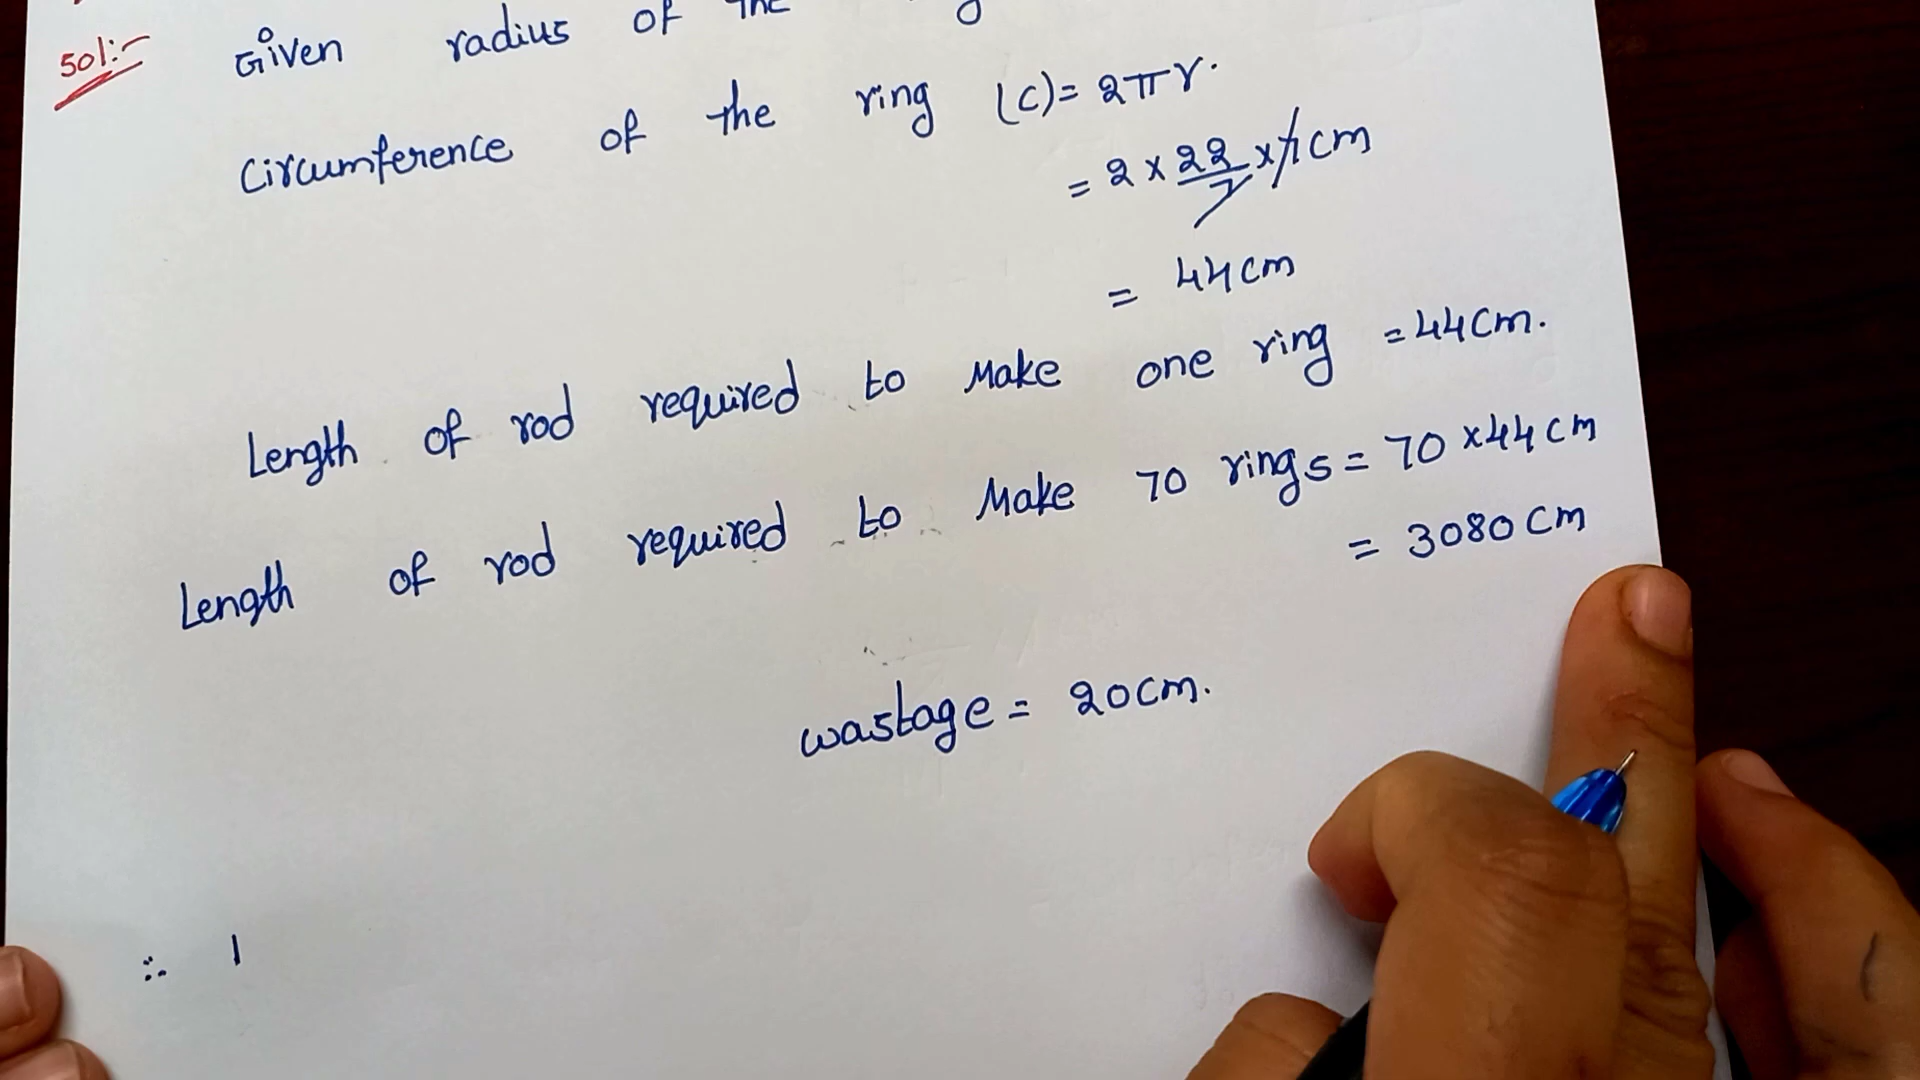 Sol:- Given radius of the
Circumference of the ring (C) = 2πr.
= 2 × 22/7 × 7 cm
= 44 cm
Length of rod required to Make one ring = 44 cm.
Length of rod required to Make 70 rings = 70 × 44 cm
= 3080 cm
wastage = 20 cm.
∴ l